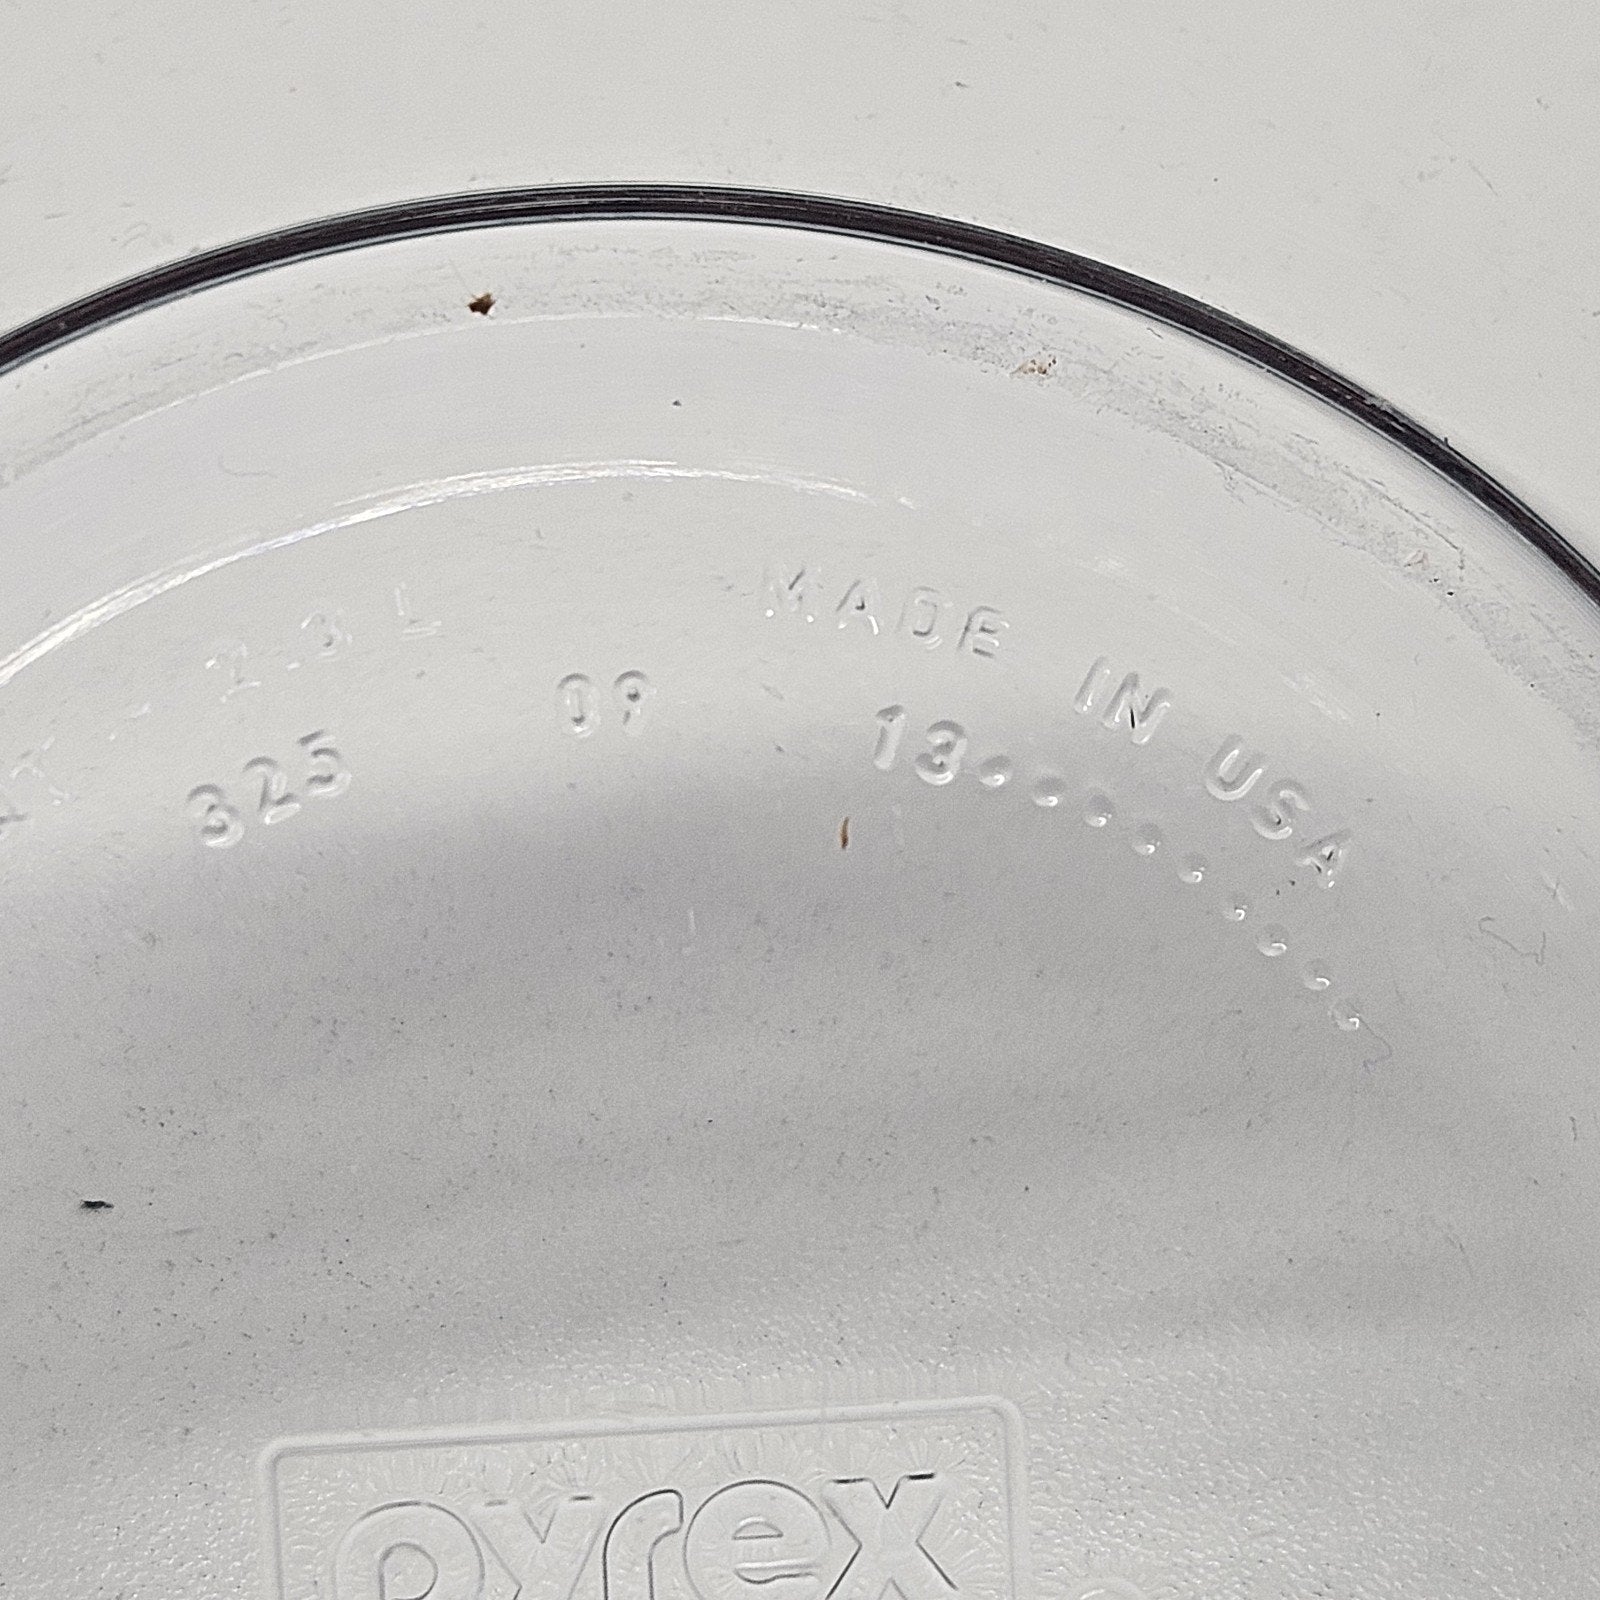 2.3 L MADE IN USA
325 09 13•••••••••
pyrex